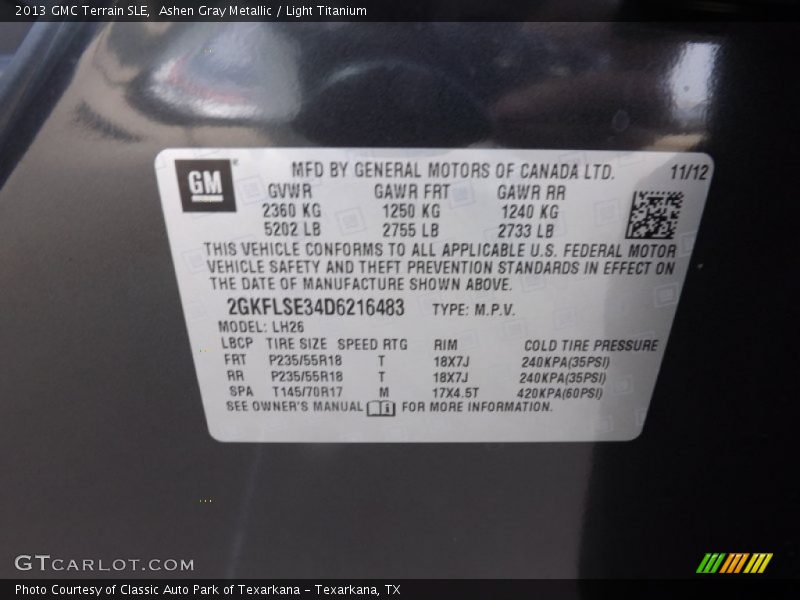 2013 GMC Terrain SLE,  Ashen Gray Metallic / Light Titanium
GM
MFD BY GENERAL MOTORS OF CANADA LTD. 11/12
GVWR GAWR FRT GAWR RR
2360 KG 1250 KG 1240 KG
5202 LB 2755 LB 2733 LB
THIS VEHICLE CONFORMS TO ALL APPLICABLE U.S. FEDERAL MOTOR
VEHICLE SAFETY AND THEFT PREVENTION STANDARDS IN EFFECT ON
THE DATE OF MANUFACTURE SHOWN ABOVE.
2GKFLSE34D6216483 TYPE: M.P.V.
MODEL: LH26
LBCP TIRE SIZE SPEED RTG RIM COLD TIRE PRESSURE
FRT P235/55R18 T 18X7J 240KPA(35PSI)
RR P235/55R18 T 18X7J 240KPA(35PSI)
SPA T145/70R17 M 17X4.5T 420KPA(60PSI)
SEE OWNER'S MANUAL FOR MORE INFORMATION.
GTCARLOT.COM
Photo Courtesy of Classic Auto Park of Texarkana - Texarkana, TX